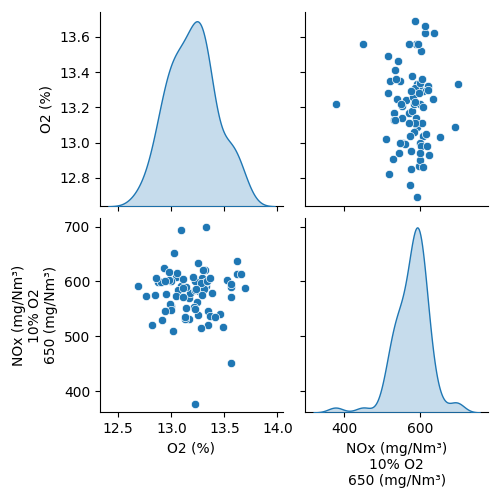 13.6
13.4
13.2
13.0
12.8
O2 (%)
700
600
500
400
NOx (mg/Nm³)
10% O2
650 (mg/Nm³)
12.5 13.0 13.5 14.0
O2 (%)
400 600
NOx (mg/Nm³)
10% O2
650 (mg/Nm³)